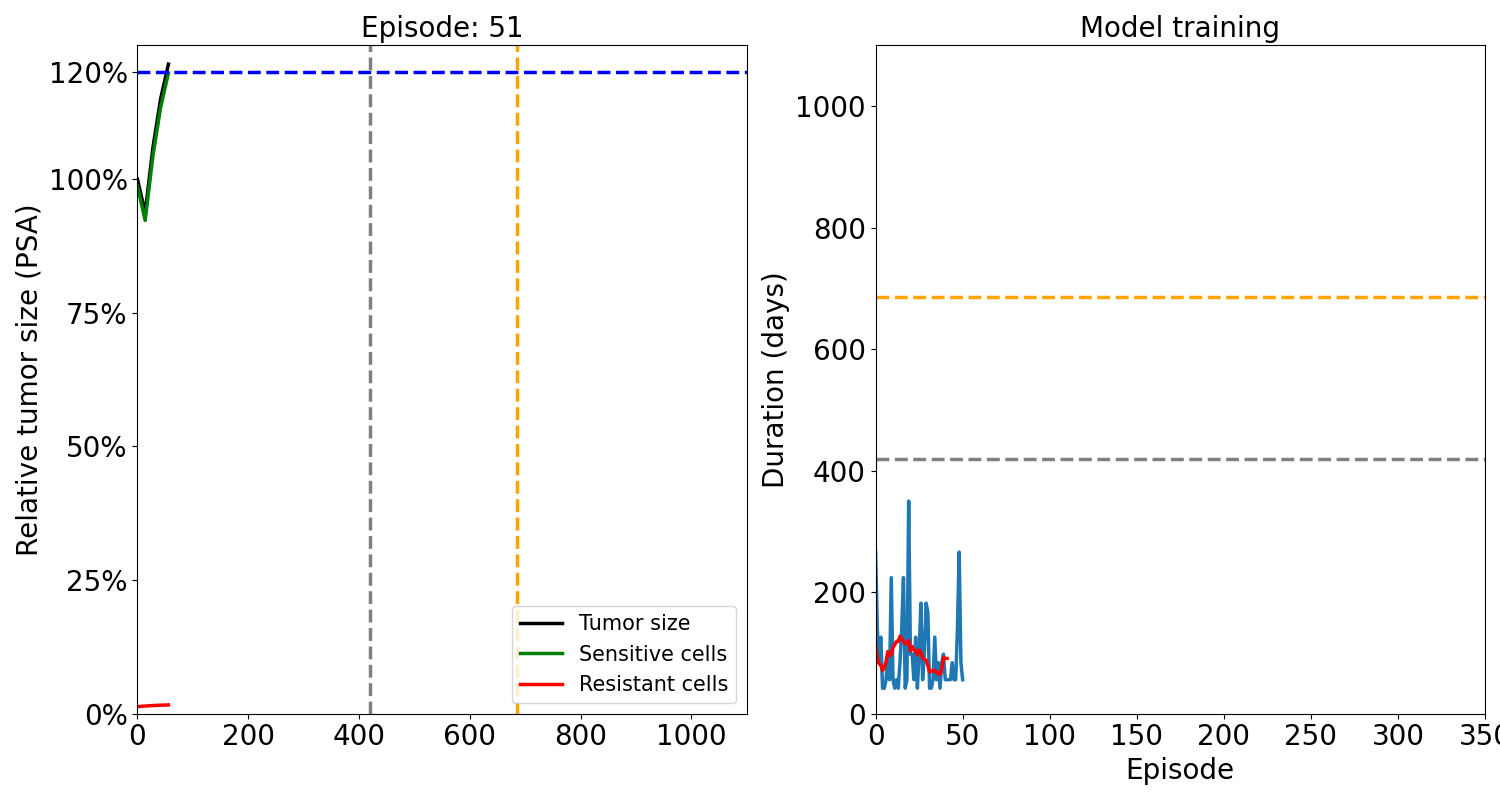 Episode: 51
Relative tumor size (PSA)
120%
100%
75%
50%
25%
0%
0 200 400 600 800 1000
Tumor size
Sensitive cells
Resistant cells
Model training
Duration (days)
1000
800
600
400
200
0
0 50 100 150 200 250 300 350
Episode